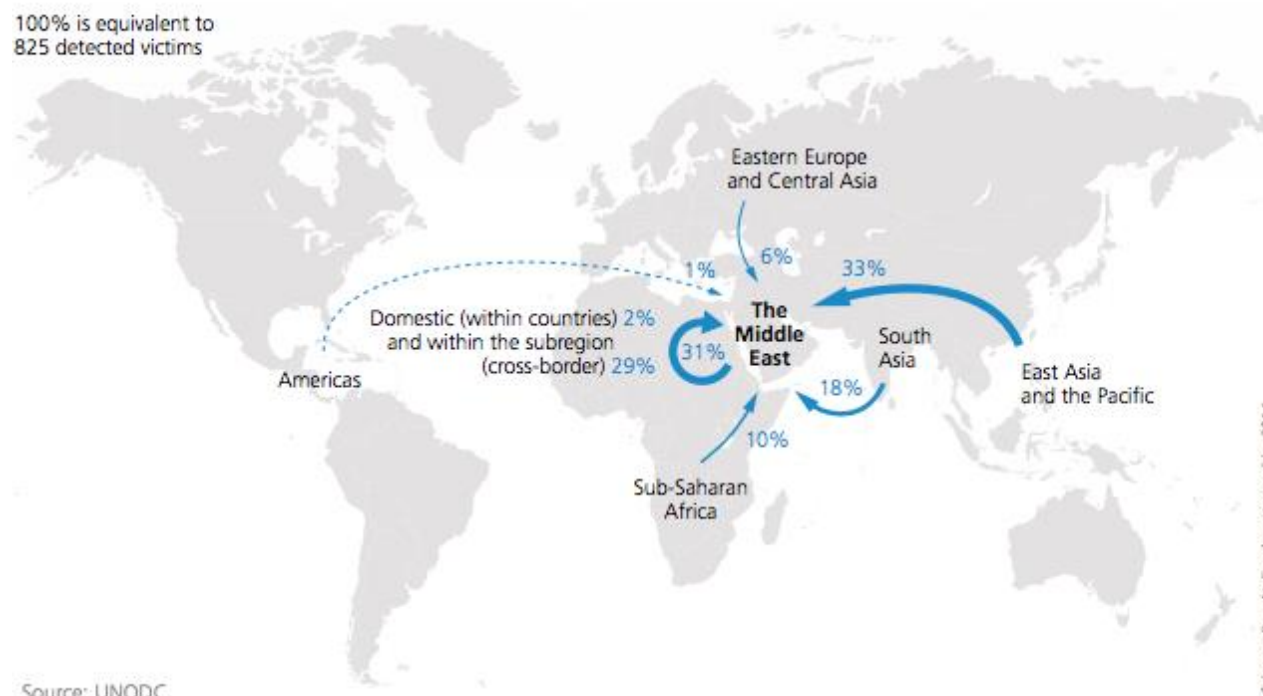 100% is equivalent to
825 detected victims
Eastern Europe
and Central Asia
6%
1%
33%
Domestic (within countries) 2%
and within the subregion
(cross-border) 29%
31%
The
Middle
East
South
Asia
18%
East Asia
and the Pacific
Americas
10%
Sub-Saharan
Africa
Source: UNODC